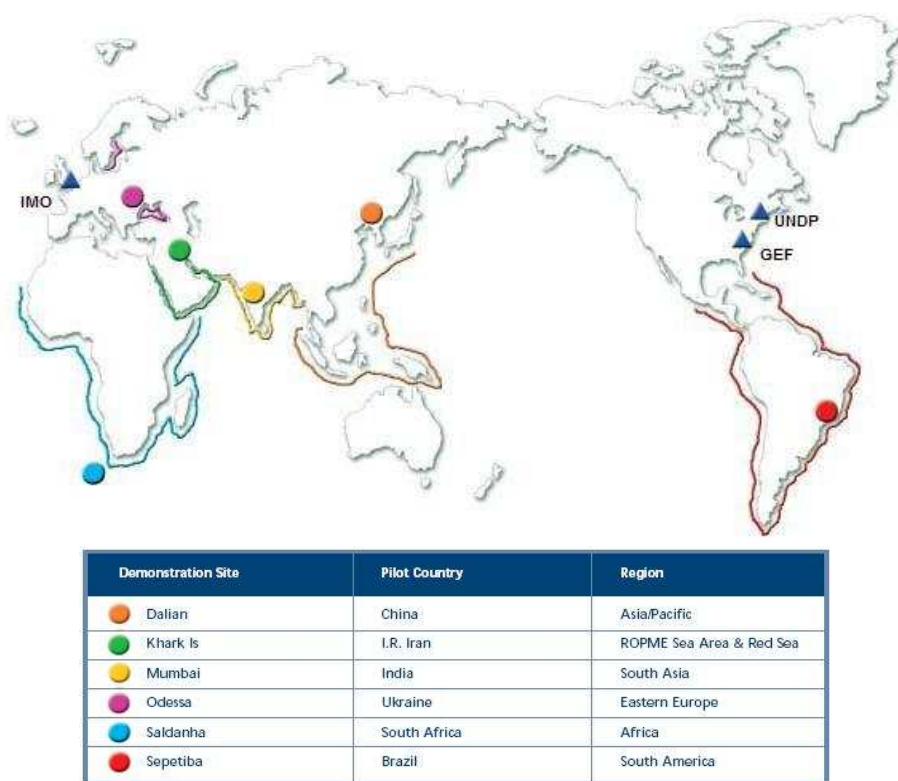 IMO
UNDP
GEF
Demonstration Site Pilot Country Region
Dalian China Asia/Pacific
Khark Is I.R. Iran ROPME Sea Area & Red Sea
Mumbai India South Asia
Odessa Ukraine Eastern Europe
Saldanha South Africa Africa
Sepetiba Brazil South America